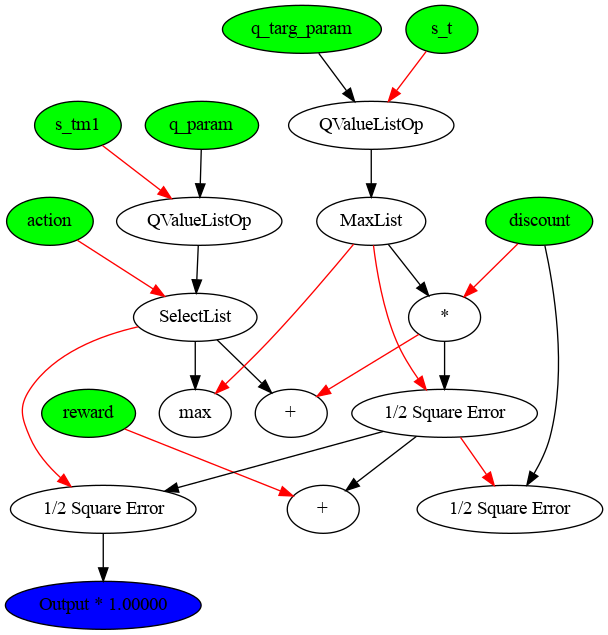 q_targ_param
s_t
s_tm1
q_param
QValueListOp
action
QValueListOp
MaxList
discount
SelectList
*
reward
max
+
1/2 Square Error
1/2 Square Error
+
1/2 Square Error
Output * 1.00000